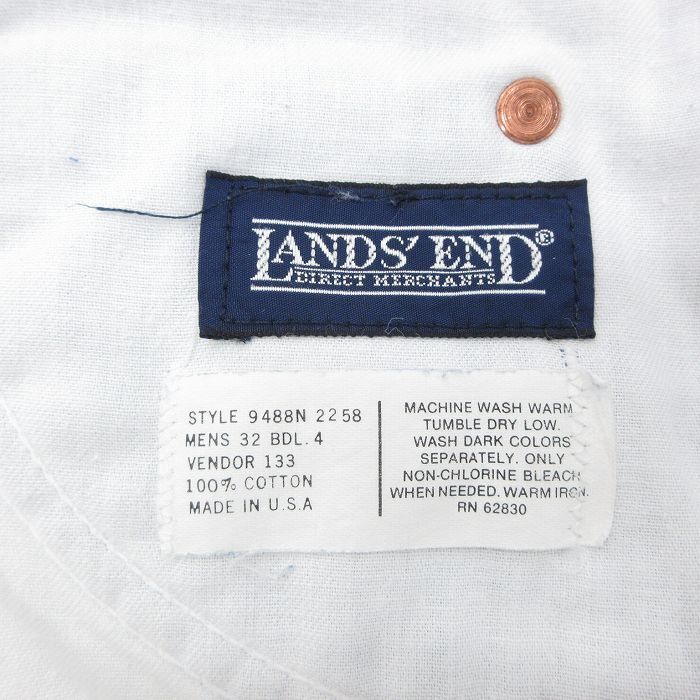 LANDS' END®
DIRECT MERCHANTS
STYLE 9488N 2258
MENS 32 BDL. 4
VENDOR 133
100% COTTON
MADE IN U.S.A
MACHINE WASH WARM
TUMBLE DRY LOW.
WASH DARK COLORS
SEPARATELY. ONLY
NON-CHLORINE BLEACH
WHEN NEEDED. WARM IRON.
RN 62830